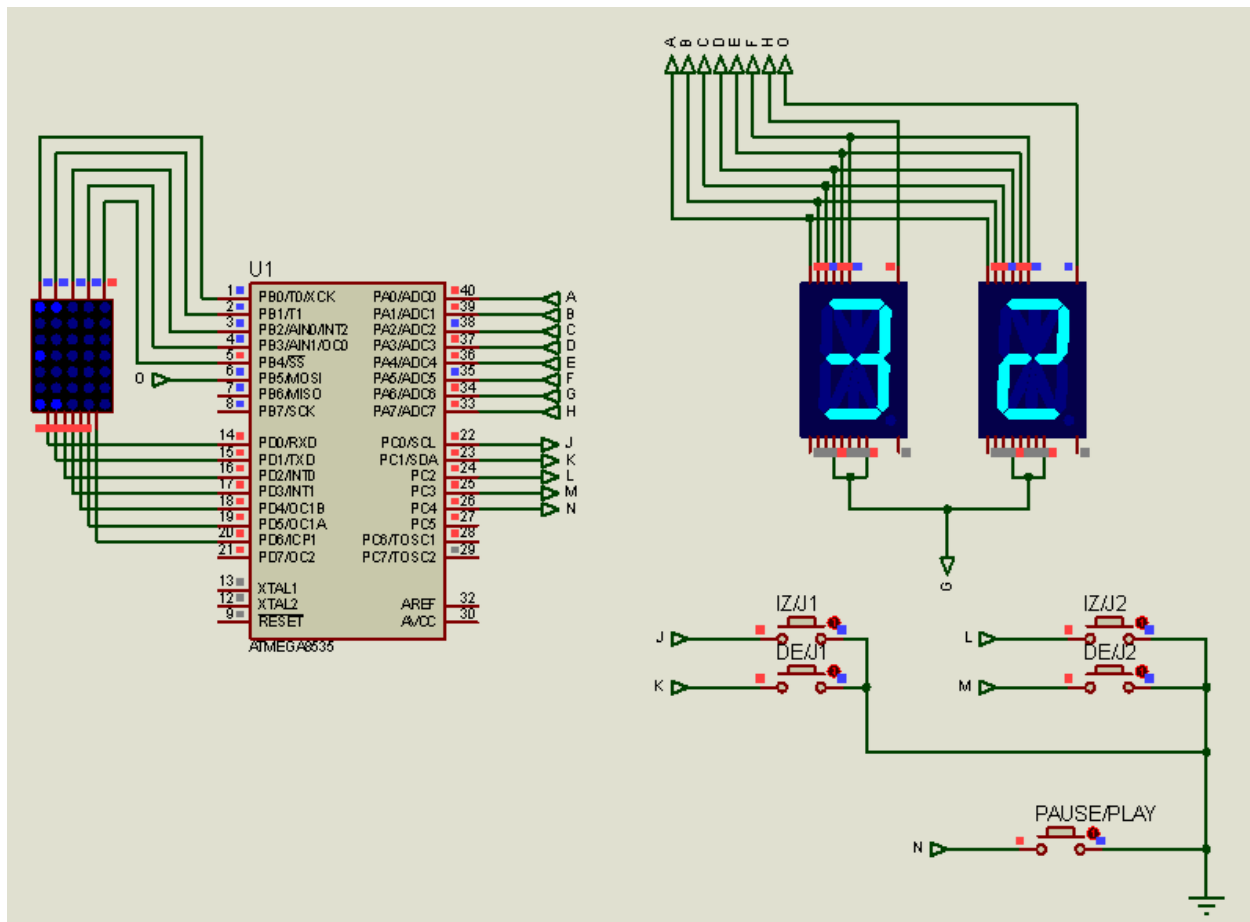 A B C D E F H O
U1
1 PB0/T0/XCK PA0/ADC0 40 A
2 PB1/T1 PA1/ADC1 39 B
3 PB2/AIN0/INT2 PA2/ADC2 38 C
4 PB3/AIN1/OC0 PA3/ADC3 37 D
5 PB4/SS PA4/ADC4 36 E
O 6 PB5/MOSI PA5/ADC5 35 F
7 PB6/MISO PA6/ADC6 34 G
8 PB7/SCK PA7/ADC7 33 H
14 PD0/RXD PC0/SCL 22 J
15 PD1/TXD PC1/SDA 23 K
16 PD2/INT0 PC2 24 L
17 PD3/INT1 PC3 25 M
18 PD4/OC1B PC4 26 N
19 PD5/OC1A PC5 27
20 PD6/ICP1 PC6/TOSC1 28
21 PD7/OC2 PC7/TOSC2 29
13 XTAL1
12 XTAL2 AREF 32
9 RESET AVCC 30
ATMEGA8535
3 2
G
IZ/J1 IZ/J2
J L
DE/J1 DE/J2
K M
PAUSE/PLAY
N